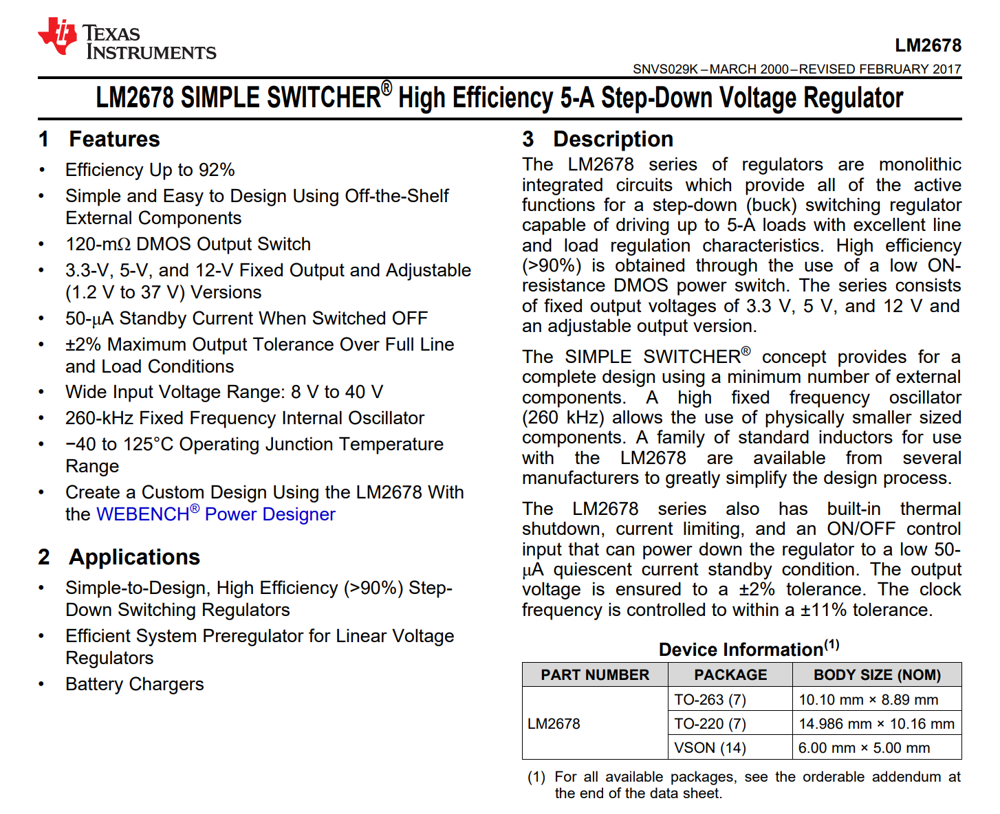 TEXAS
INSTRUMENTS
LM2678
SNVS029K –MARCH 2000–REVISED FEBRUARY 2017
LM2678 SIMPLE SWITCHER® High Efficiency 5-A Step-Down Voltage Regulator
1 Features
• Efficiency Up to 92%
• Simple and Easy to Design Using Off-the-Shelf
External Components
• 120-mΩ DMOS Output Switch
• 3.3-V, 5-V, and 12-V Fixed Output and Adjustable
(1.2 V to 37 V) Versions
• 50-μA Standby Current When Switched OFF
• ±2% Maximum Output Tolerance Over Full Line
and Load Conditions
• Wide Input Voltage Range: 8 V to 40 V
• 260-kHz Fixed Frequency Internal Oscillator
• −40 to 125°C Operating Junction Temperature
Range
• Create a Custom Design Using the LM2678 With
the WEBENCH® Power Designer
2 Applications
• Simple-to-Design, High Efficiency (>90%) Step-
Down Switching Regulators
• Efficient System Preregulator for Linear Voltage
Regulators
• Battery Chargers
3 Description
The LM2678 series of regulators are monolithic
integrated circuits which provide all of the active
functions for a step-down (buck) switching regulator
capable of driving up to 5-A loads with excellent line
and load regulation characteristics. High efficiency
(>90%) is obtained through the use of a low ON-
resistance DMOS power switch. The series consists
of fixed output voltages of 3.3 V, 5 V, and 12 V and
an adjustable output version.
The SIMPLE SWITCHER® concept provides for a
complete design using a minimum number of external
components. A high fixed frequency oscillator
(260 kHz) allows the use of physically smaller sized
components. A family of standard inductors for use
with the LM2678 are available from several
manufacturers to greatly simplify the design process.
The LM2678 series also has built-in thermal
shutdown, current limiting, and an ON/OFF control
input that can power down the regulator to a low 50-
μA quiescent current standby condition. The output
voltage is ensured to a ±2% tolerance. The clock
frequency is controlled to within a ±11% tolerance.
Device Information(1)
PART NUMBER PACKAGE BODY SIZE (NOM)
LM2678
TO-263 (7) 10.10 mm × 8.89 mm
TO-220 (7) 14.986 mm × 10.16 mm
VSON (14) 6.00 mm × 5.00 mm
(1) For all available packages, see the orderable addendum at
the end of the data sheet.